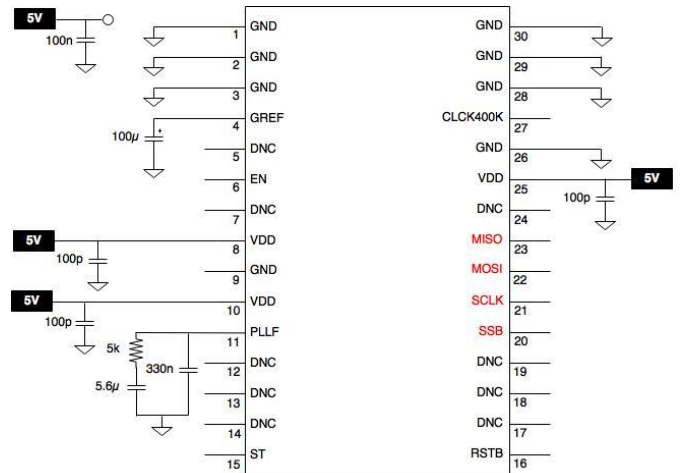 5V
100n
GND
1
GND
2
GND
3
GREF
4
100µ
+
DNC
5
EN
6
DNC
7
5V
VDD
8
100p
GND
9
5V
VDD
10
100p
PLLF
11
5k
330n
5.6µ
DNC
12
DNC
13
DNC
14
ST
15
GND
30
GND
29
GND
28
CLCK400K
27
GND
26
VDD
25
5V
100p
DNC
24
MISO
23
MOSI
22
SCLK
21
SSB
20
DNC
19
DNC
18
DNC
17
RSTB
16